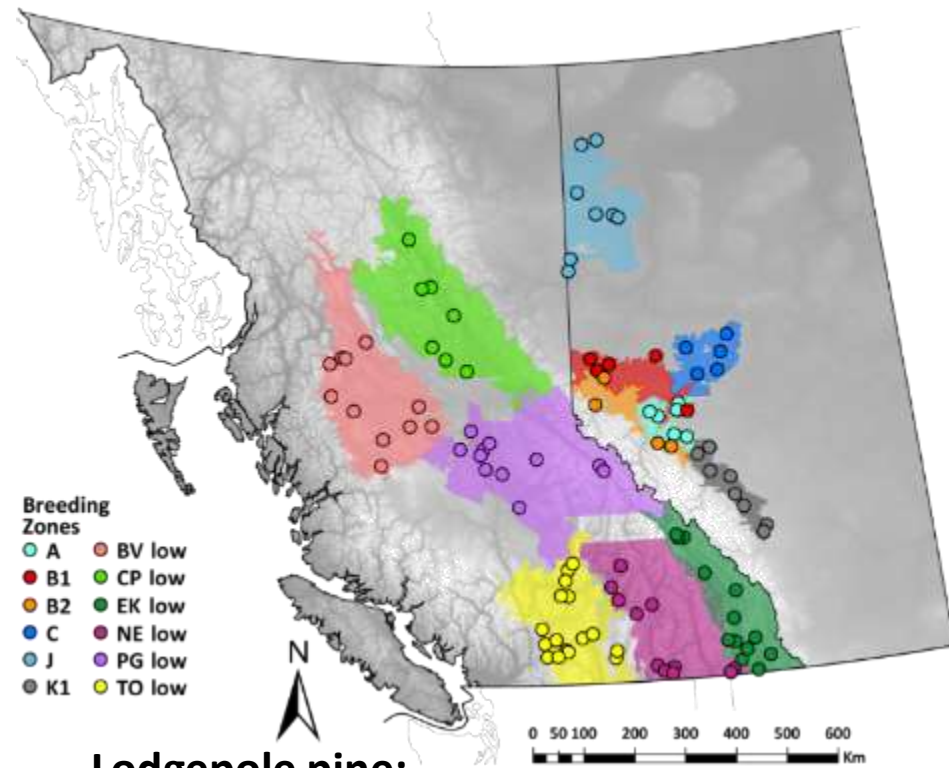 Breeding
Zones
A BV low
B1 CP low
B2 EK low
C NE low
J PG low
K1 TO low
N
0 50 100 200 300 400 500 600
Km
Lodgepole pine: